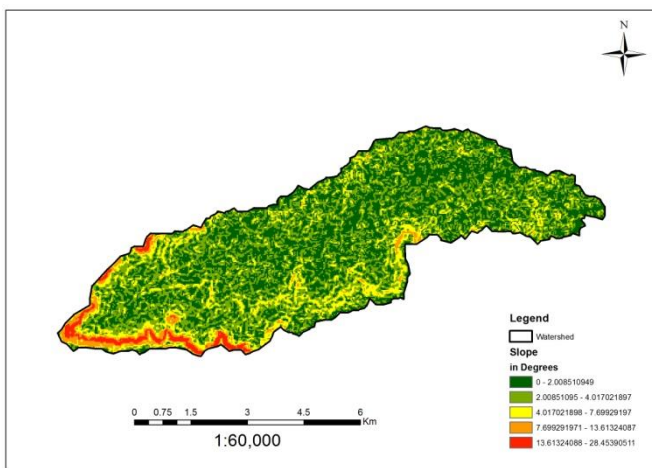 N
Legend
Watershed
Slope
in Degrees
0 - 2.008510949
2.00851095 - 4.017021897
4.017021898 - 7.69929197
7.699291971 - 13.61324087
13.61324088 - 28.45390511
0 0.75 1.5 3 4.5 6
Km
1:60,000